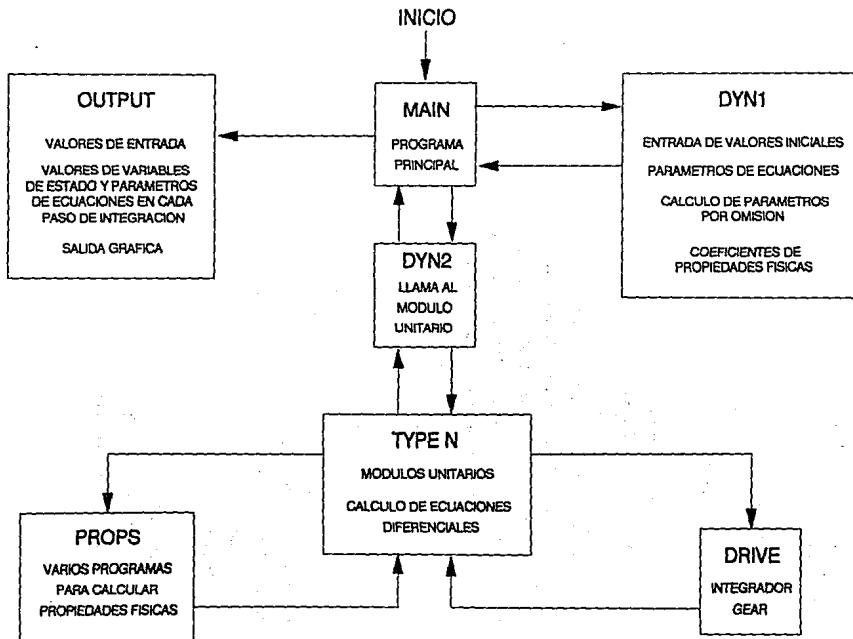 INICIO
OUTPUT
VALORES DE ENTRADA
VALORES DE VARIABLES
DE ESTADO Y PARAMETROS
DE ECUACIONES EN CADA
PASO DE INTEGRACION
SALIDA GRAFICA
MAIN
PROGRAMA
PRINCIPAL
DYN1
ENTRADA DE VALORES INICIALES
PARAMETROS DE ECUACIONES
CALCULO DE PARAMETROS
POR OMISION
COEFICIENTES DE
PROPIEDADES FISICAS
DYN2
LLAMA AL
MODULO
UNITARIO
TYPE N
MODULOS UNITARIOS
CALCULO DE ECUACIONES
DIFERENCIALES
PROPS
VARIOS PROGRAMAS
PARA CALCULAR
PROPIEDADES FISICAS
DRIVE
INTEGRADOR
GEAR